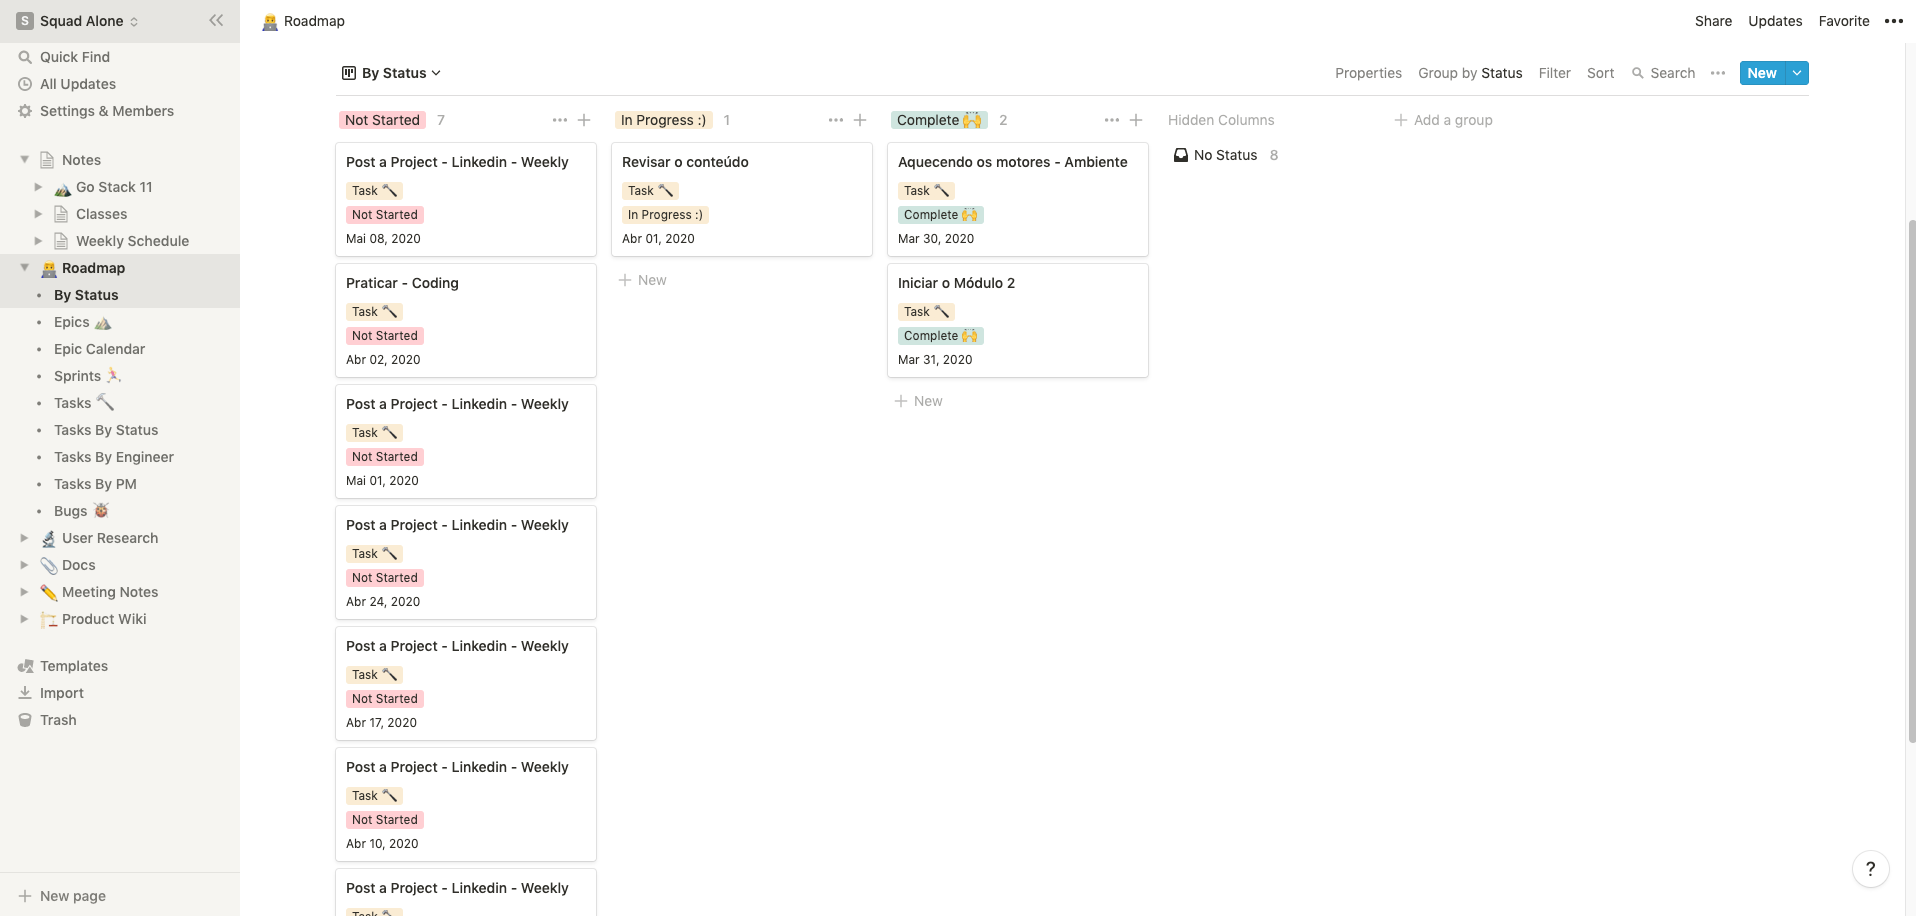 S Squad Alone
Quick Find
All Updates
Settings & Members
Notes
Go Stack 11
Classes
Weekly Schedule
Roadmap
By Status
Epics
Epic Calendar
Sprints
Tasks
Tasks By Status
Tasks By Engineer
Tasks By PM
Bugs
User Research
Docs
Meeting Notes
Product Wiki
Templates
Import
Trash
New page
Roadmap
Share Updates Favorite
By Status
Properties Group by Status Filter Sort Search New
Not Started 7
Post a Project - Linkedin - Weekly
Task
Not Started
Mai 08, 2020
Praticar - Coding
Task
Not Started
Abr 02, 2020
Post a Project - Linkedin - Weekly
Task
Not Started
Mai 01, 2020
Post a Project - Linkedin - Weekly
Task
Not Started
Abr 24, 2020
Post a Project - Linkedin - Weekly
Task
Not Started
Abr 17, 2020
Post a Project - Linkedin - Weekly
Task
Not Started
Abr 10, 2020
Post a Project - Linkedin - Weekly
Task
In Progress :) 1
Revisar o conteúdo
Task
In Progress :)
Abr 01, 2020
New
Complete 2
Aquecendo os motores - Ambiente
Task
Complete
Mar 30, 2020
Iniciar o Módulo 2
Task
Complete
Mar 31, 2020
New
Hidden Columns
No Status 8
Add a group
?